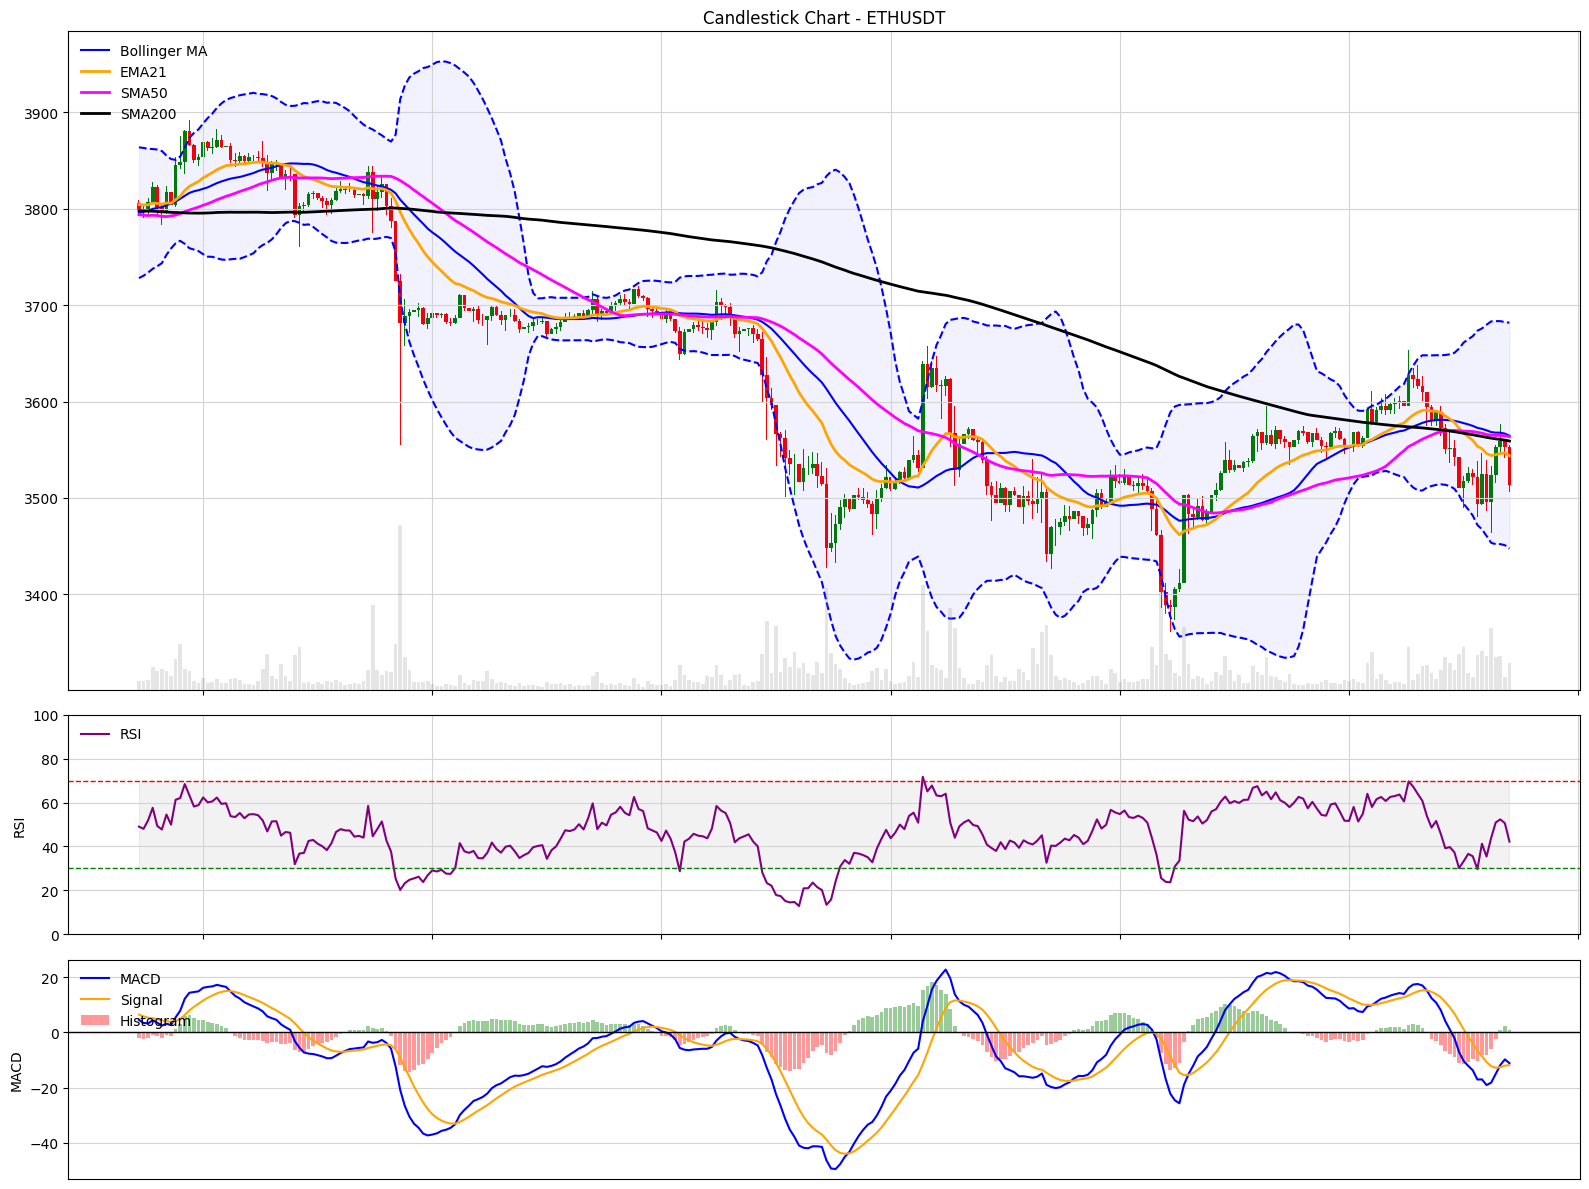 Candlestick Chart - ETHUSDT
Bollinger MA
EMA21
SMA50
SMA200
3900
3800
3700
3600
3500
3400
RSI
100
80
60
40
20
0
RSI
MACD
Signal
Histogram
20
0
−20
−40
MACD